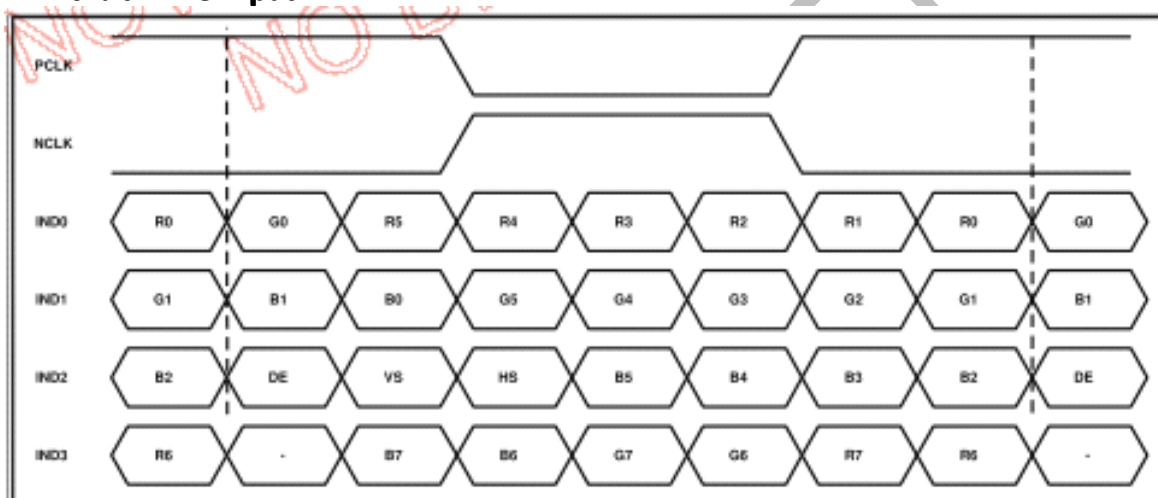 PCLK
NCLK
IND0 R0 G0 R5 R4 R3 R2 R1 R0 G0
IND1 G1 B1 B0 G5 G4 G3 G2 G1 B1
IND2 B2 DE VS HS B5 B4 B3 B2 DE
IND3 R6 - B7 B6 G7 G6 R7 R6 -